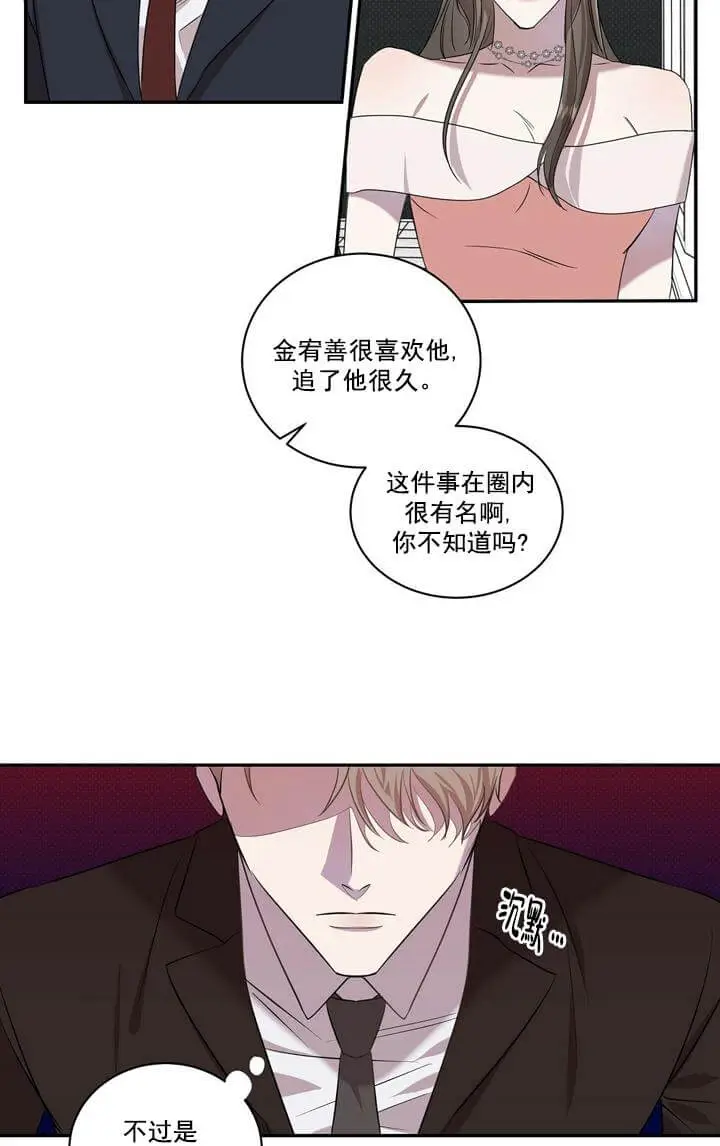 金宥善很喜欢他,
追了他很久。
这件事在圈内
很有名啊,
你不知道吗?
沉默…
不过是